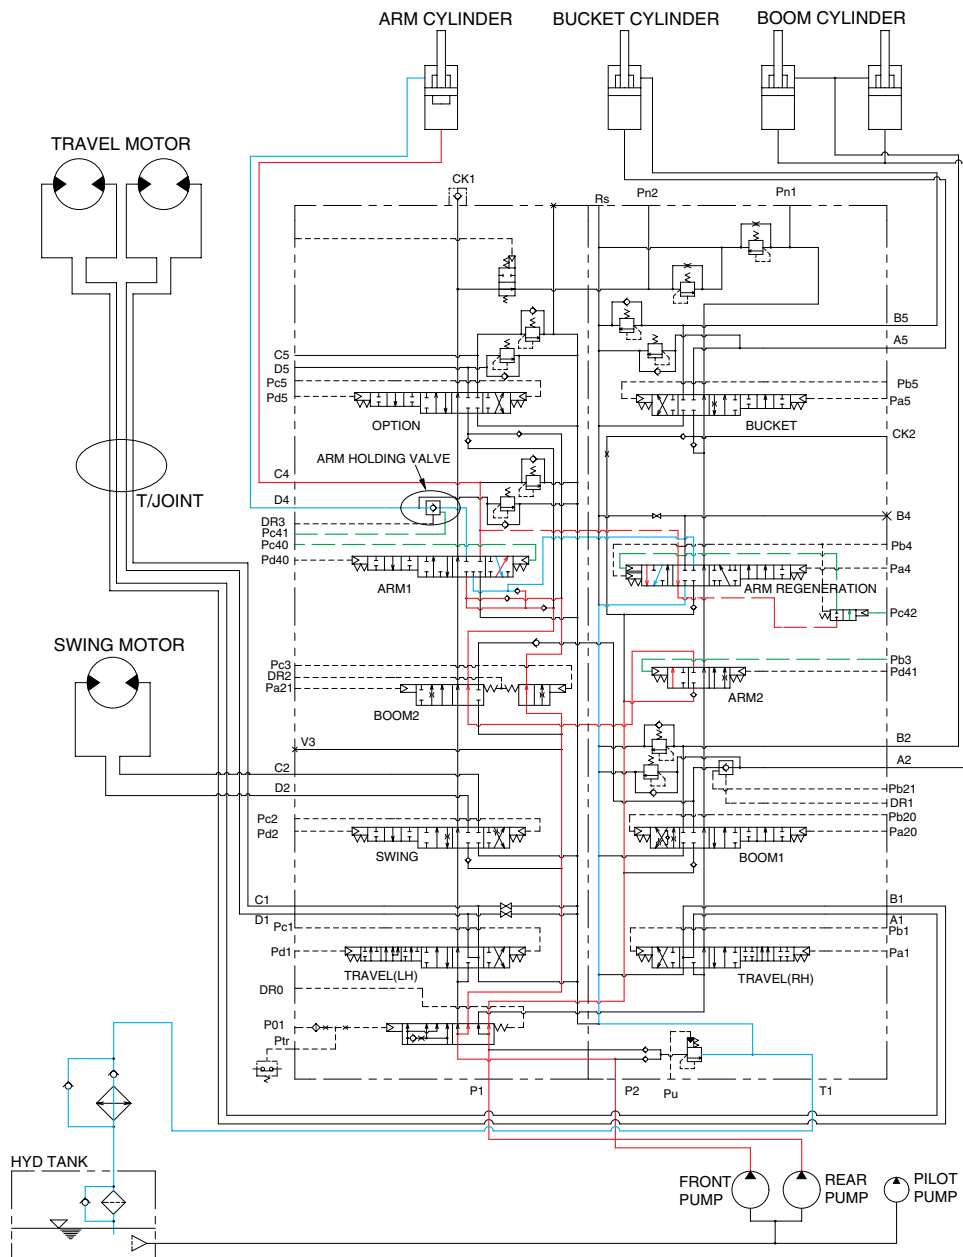 ARM CYLINDER
BUCKET CYLINDER
BOOM CYLINDER
TRAVEL MOTOR
CK1
Rs
Pn2
Pn1
B5
A5
C5
D5
Pc5
Pd5
Pb5
Pa5
OPTION
BUCKET
CK2
ARM HOLDING VALVE
T/JOINT
C4
D4
B4
DR3
Pc41
Pc40
Pd40
Pb4
Pa4
ARM1
ARM REGENERATION
Pc42
SWING MOTOR
Pc3
DR2
Pa21
Pb3
Pd41
BOOM2
ARM2
V3
B2
C2
A2
D2
Pb21
DR1
Pc2
Pd2
Pb20
Pa20
SWING
BOOM1
C1
D1
Pc1
Pd1
B1
A1
Pb1
Pa1
TRAVEL(LH)
TRAVEL(RH)
DR0
P01
Ptr
P1
P2
Pu
T1
HYD TANK
FRONT
PUMP
REAR
PUMP
PILOT
PUMP